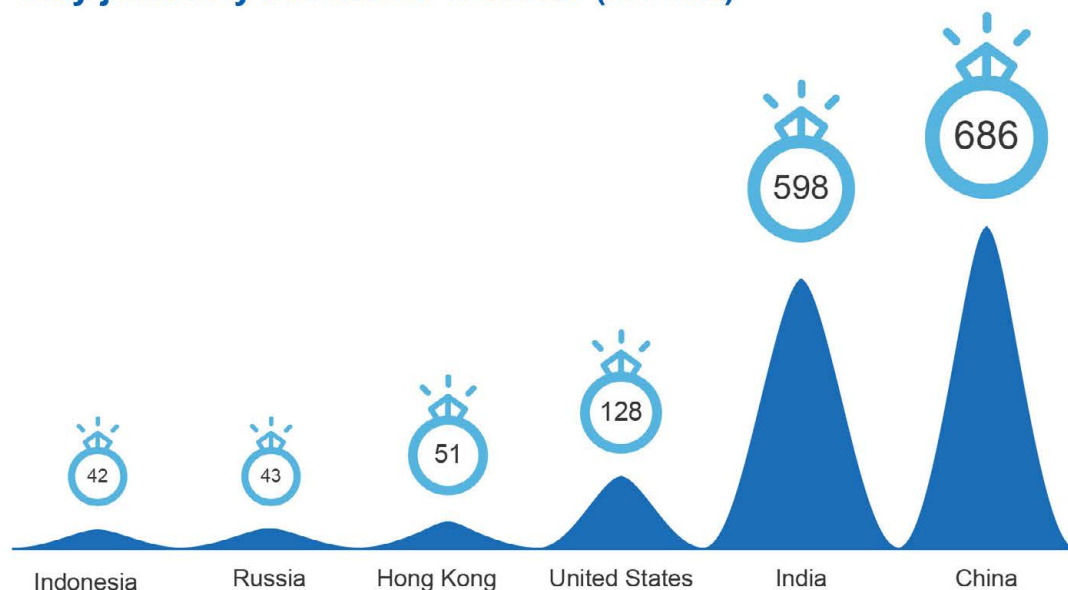 42
43
51
128
598
686
Indonesia
Russia
Hong Kong
United States
India
China